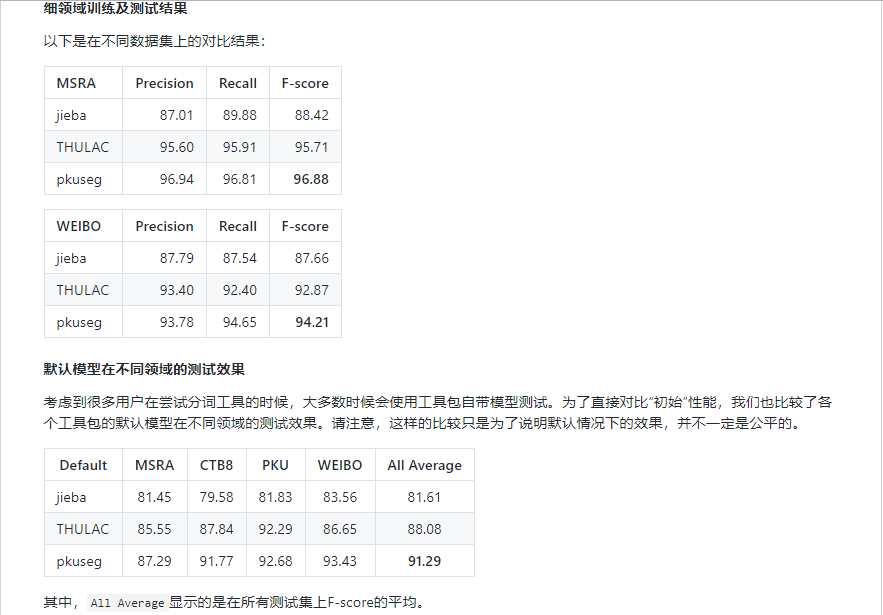 细领域训练及测试结果
以下是在不同数据集上的对比结果：
MSRA Precision Recall F-score
jieba 87.01 89.88 88.42
THULAC 95.60 95.91 95.71
pkuseg 96.94 96.81 96.88
WEIBO Precision Recall F-score
jieba 87.79 87.54 87.66
THULAC 93.40 92.40 92.87
pkuseg 93.78 94.65 94.21
默认模型在不同领域的测试效果
考虑到很多用户在尝试分词工具的时候，大多数时候会使用工具包自带模型测试。为了直接对比“初始”性能，我们也比较了各
个工具包的默认模型在不同领域的测试效果。请注意，这样的比较只是为了说明默认情况下的效果，并不一定是公平的。
Default MSRA CTB8 PKU WEIBO All Average
jieba 81.45 79.58 81.83 83.56 81.61
THULAC 85.55 87.84 92.29 86.65 88.08
pkuseg 87.29 91.77 92.68 93.43 91.29
其中，All Average 显示的是在所有测试集上F-score的平均。